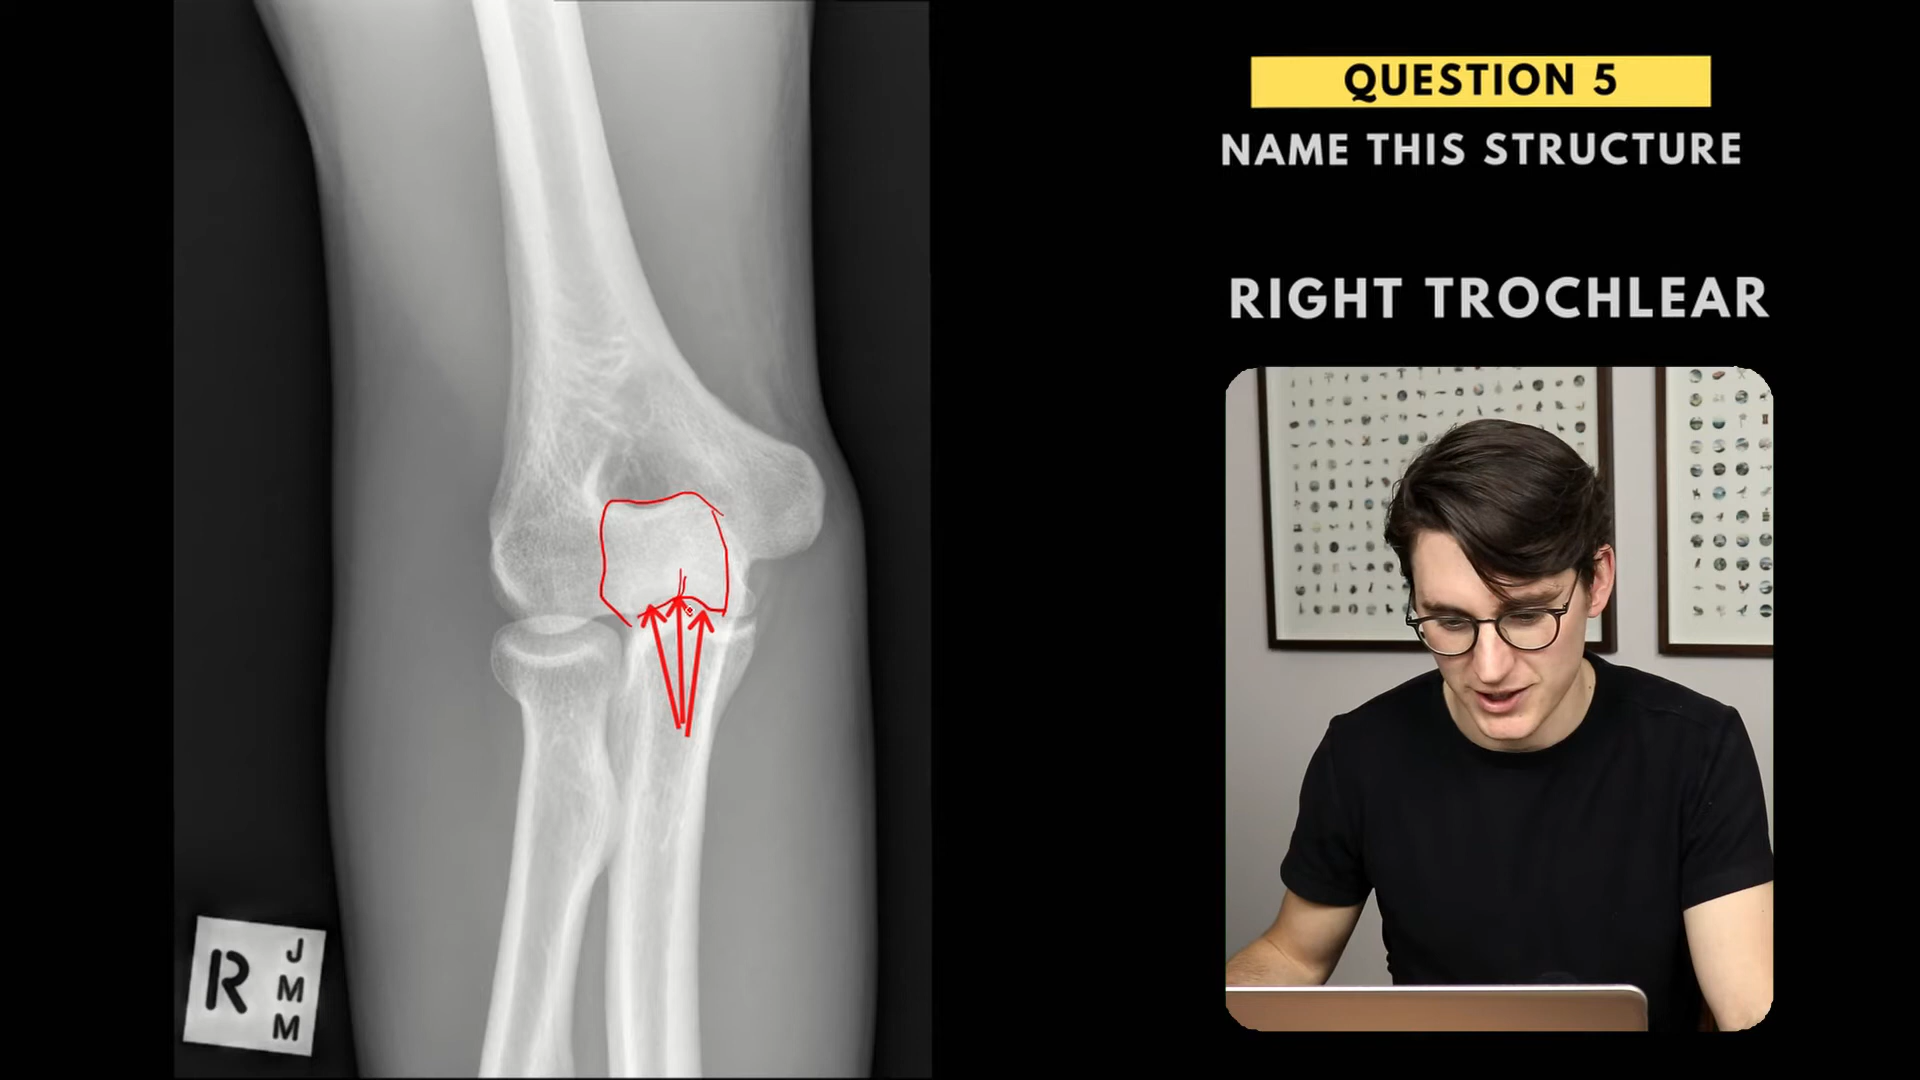 QUESTION 5
NAME THIS STRUCTURE
RIGHT TROCHLEAR
R
J
M
M